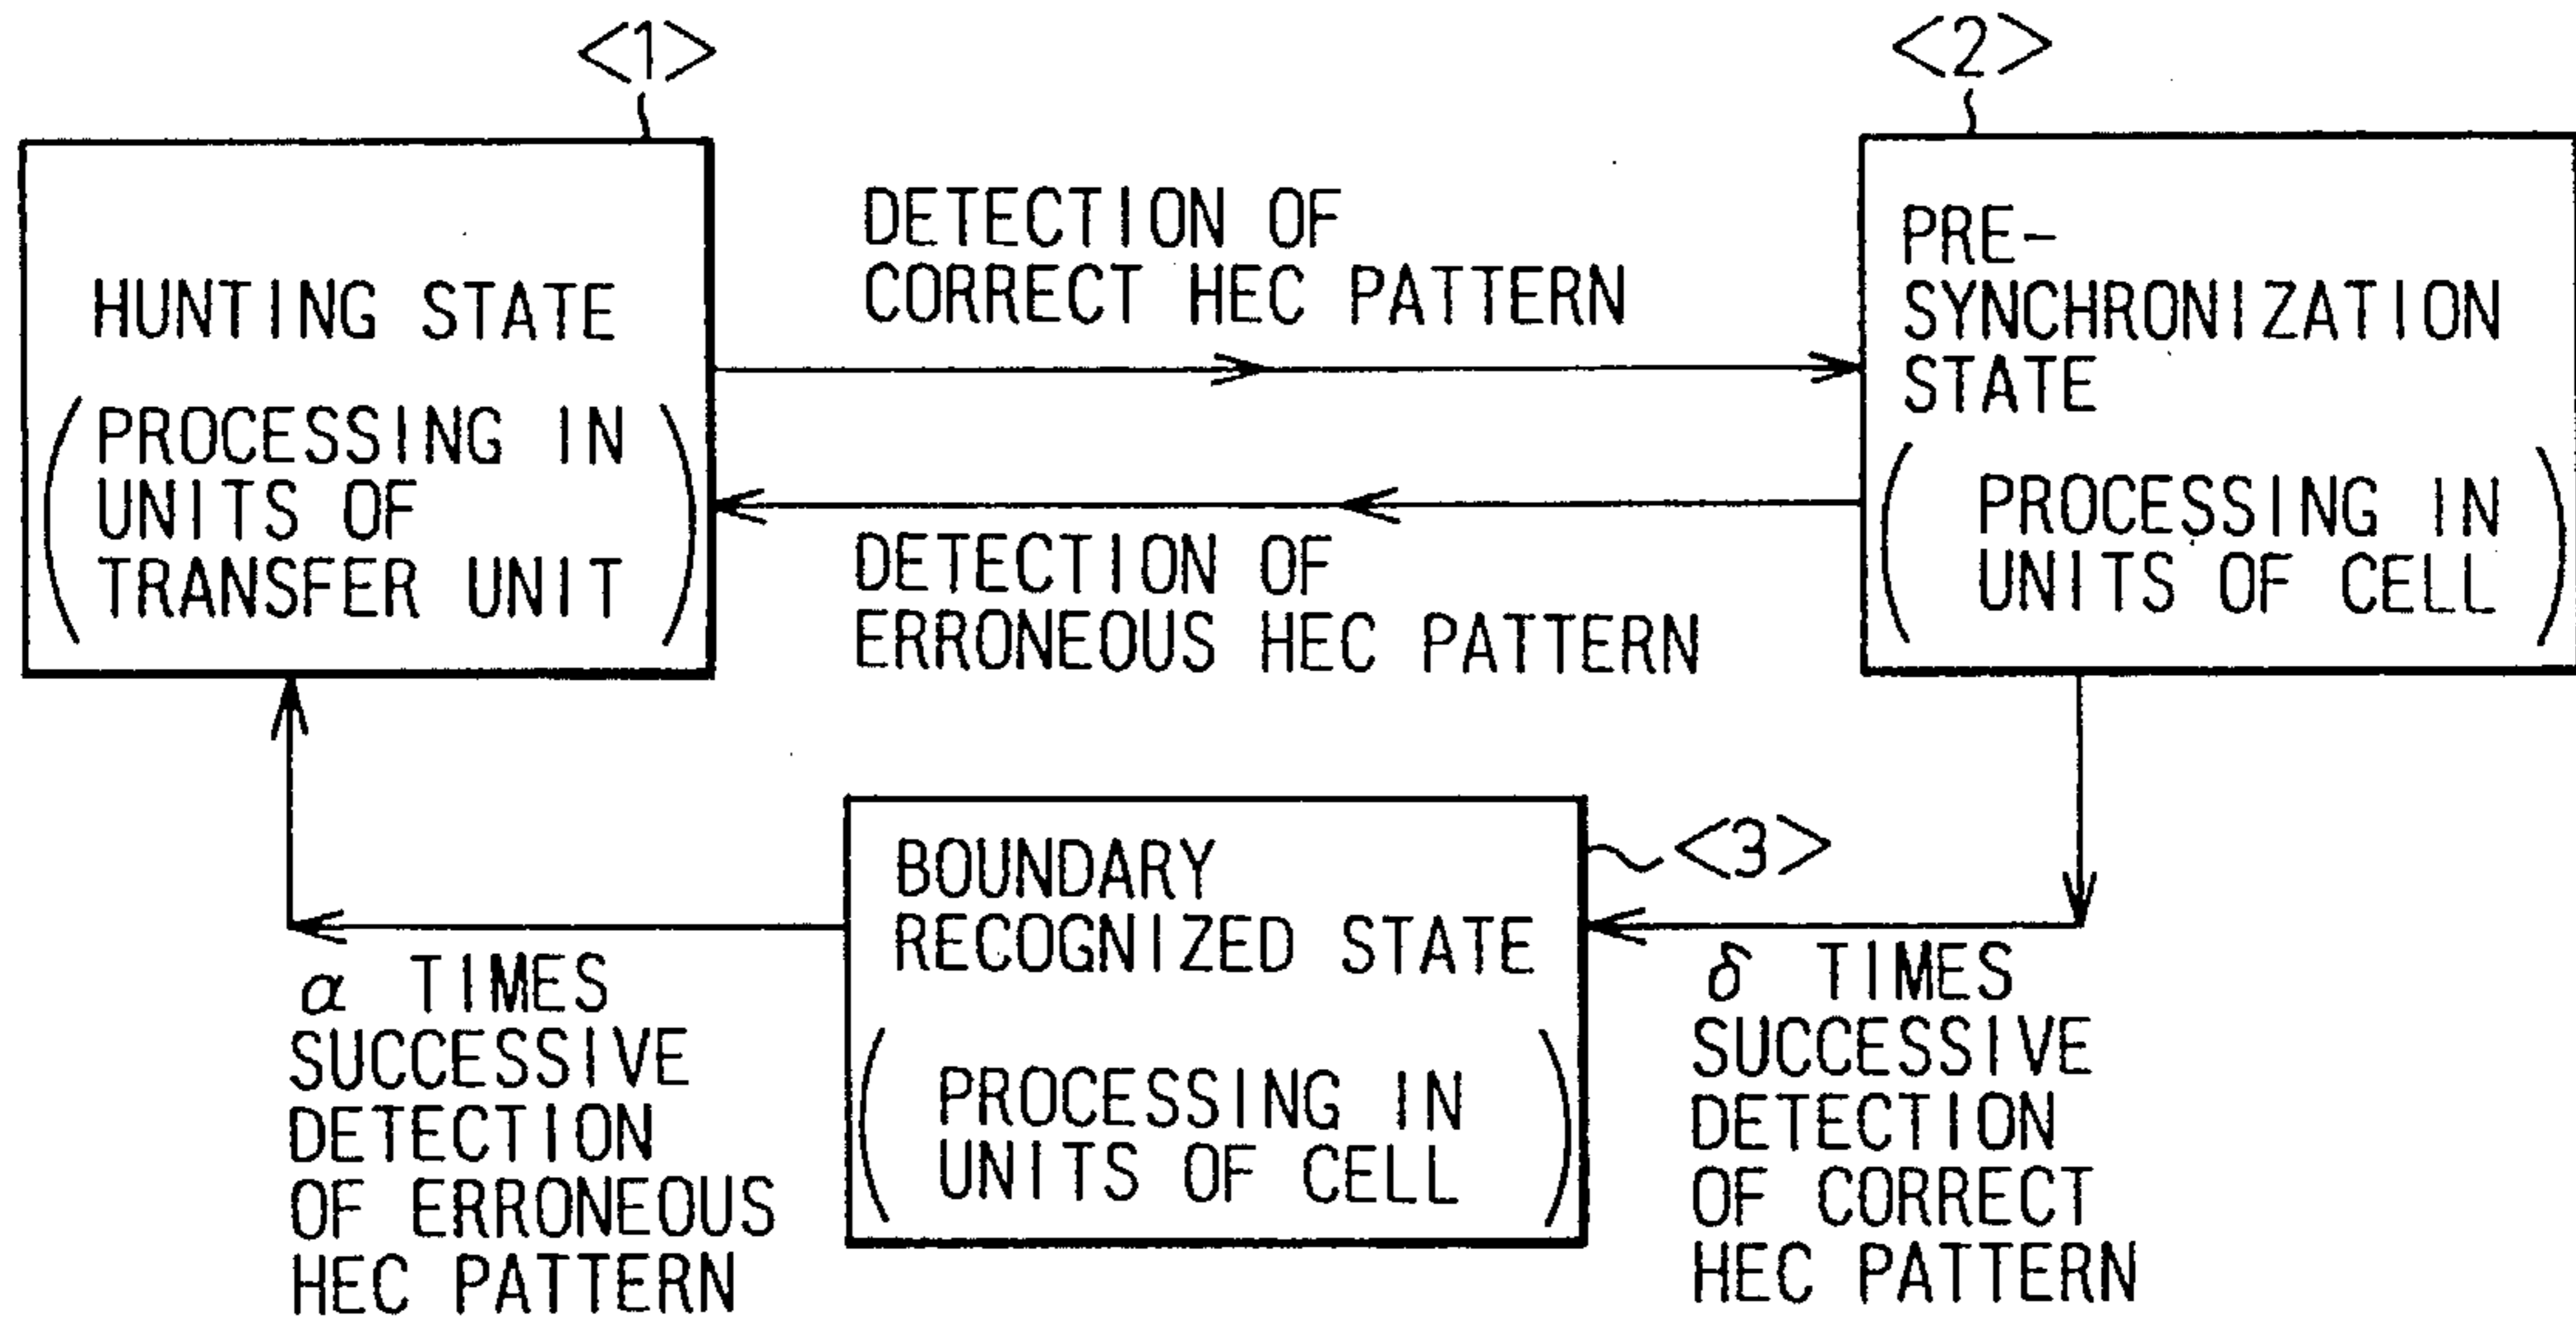 <1>
<2>
HUNTING STATE
(PROCESSING IN
UNITS OF
TRANSFER UNIT)
DETECTION OF
CORRECT HEC PATTERN
DETECTION OF
ERRONEOUS HEC PATTERN
PRE-
SYNCHRONIZATION
STATE
(PROCESSING IN
UNITS OF CELL)
BOUNDARY
RECOGNIZED STATE
(PROCESSING IN
UNITS OF CELL)
<3>
α TIMES
SUCCESSIVE
DETECTION
OF ERRONEOUS
HEC PATTERN
δ TIMES
SUCCESSIVE
DETECTION
OF CORRECT
HEC PATTERN